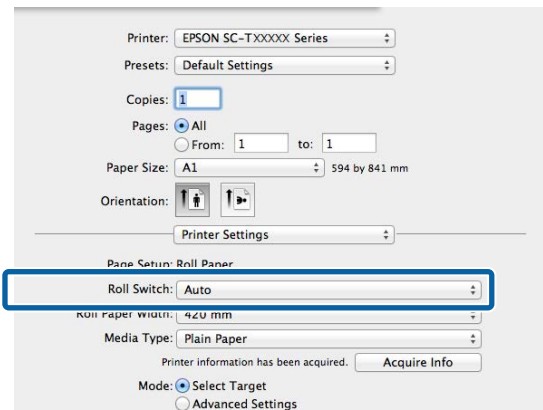 Printer: EPSON SC-TXXXXX Series
Presets: Default Settings
Copies: 1
Pages: All
From: 1 to: 1
Paper Size: A1 594 by 841 mm
Orientation:
Printer Settings
Page Setup: Roll Paper
Roll Switch: Auto
Roll Paper Width: 420 mm
Media Type: Plain Paper
Printer information has been acquired. Acquire Info
Mode: Select Target
Advanced Settings